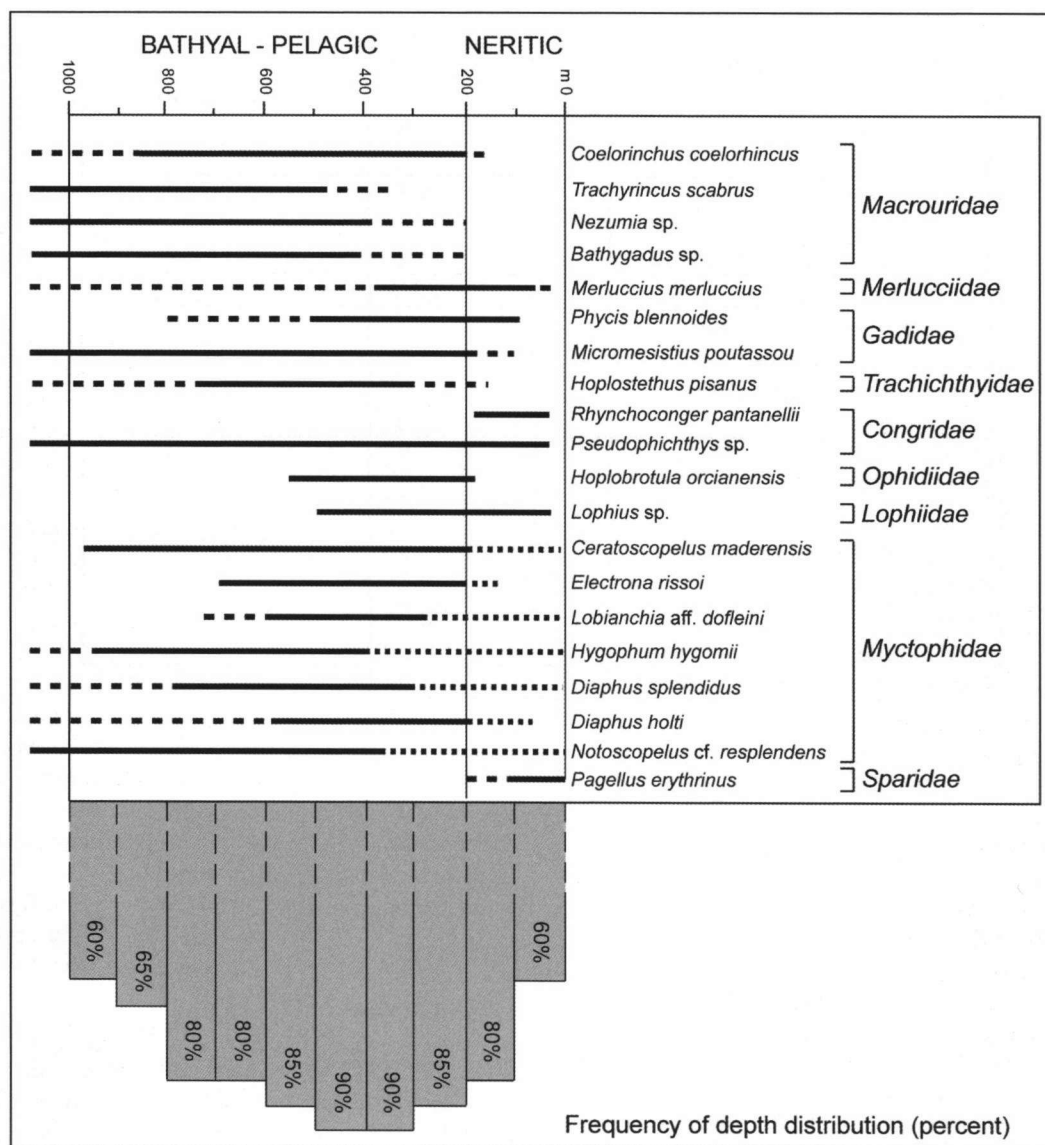 BATHYAL - PELAGIC NERITIC
1000 800 600 400 200 m 0
Coelorinchus coelorhincus
Trachyrincus scabrus
Nezumia sp.
Bathygadus sp.
Macrouridae
Merluccius merluccius
Merlucciidae
Phycis blennoides
Micromesistius poutassou
Gadidae
Hoplostethus pisanus
Trachichthyidae
Rhynchoconger pantanellii
Pseudophichthys sp.
Congridae
Hoplobrotula orcianensis
Ophidiidae
Lophius sp.
Lophiidae
Ceratoscopelus maderensis
Electrona rissoi
Lobianchia aff. dofleini
Hygophum hygomii
Diaphus splendidus
Diaphus holti
Notoscopelus cf. resplendens
Myctophidae
Pagellus erythrinus
Sparidae
60% 65% 80% 80% 85% 90% 90% 85% 80% 60%
Frequency of depth distribution (percent)